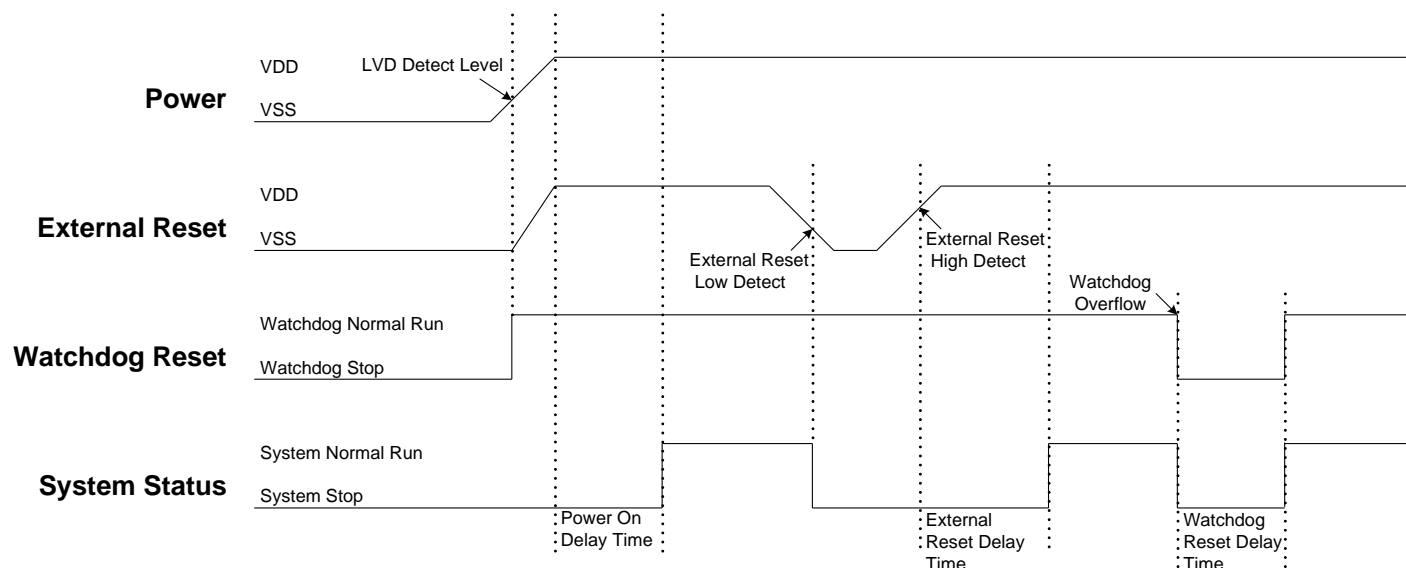 VDD
LVD Detect Level
Power
VSS
VDD
External Reset
VSS
External Reset
Low Detect
External Reset
High Detect
Watchdog
Overflow
Watchdog Normal Run
Watchdog Reset
Watchdog Stop
System Normal Run
System Status
System Stop
Power On
Delay Time
External
Reset Delay
Time
Watchdog
Reset Delay
Time